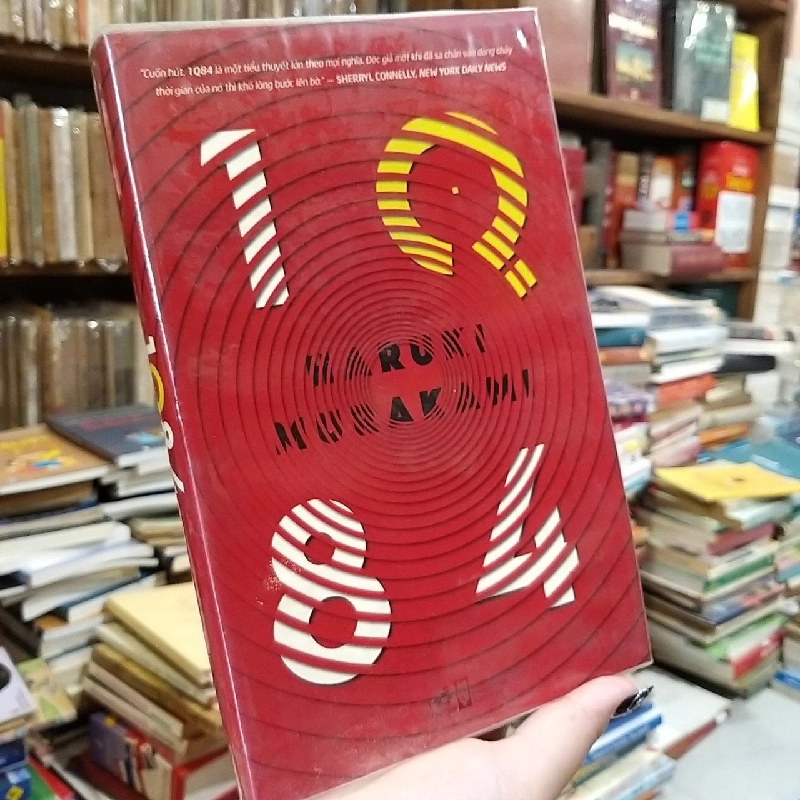 "Cuốn hút. 1Q84 là một tiểu thuyết lớn theo mọi nghĩa. Độc giả một khi đã sa chân vào dòng chảy
thời gian của nó thì khó lòng bước lên bờ." – SHERRYL CONNELLY, NEW YORK DAILY NEWS
1Q
HARUKI
MURAKAMI
84
1Q84